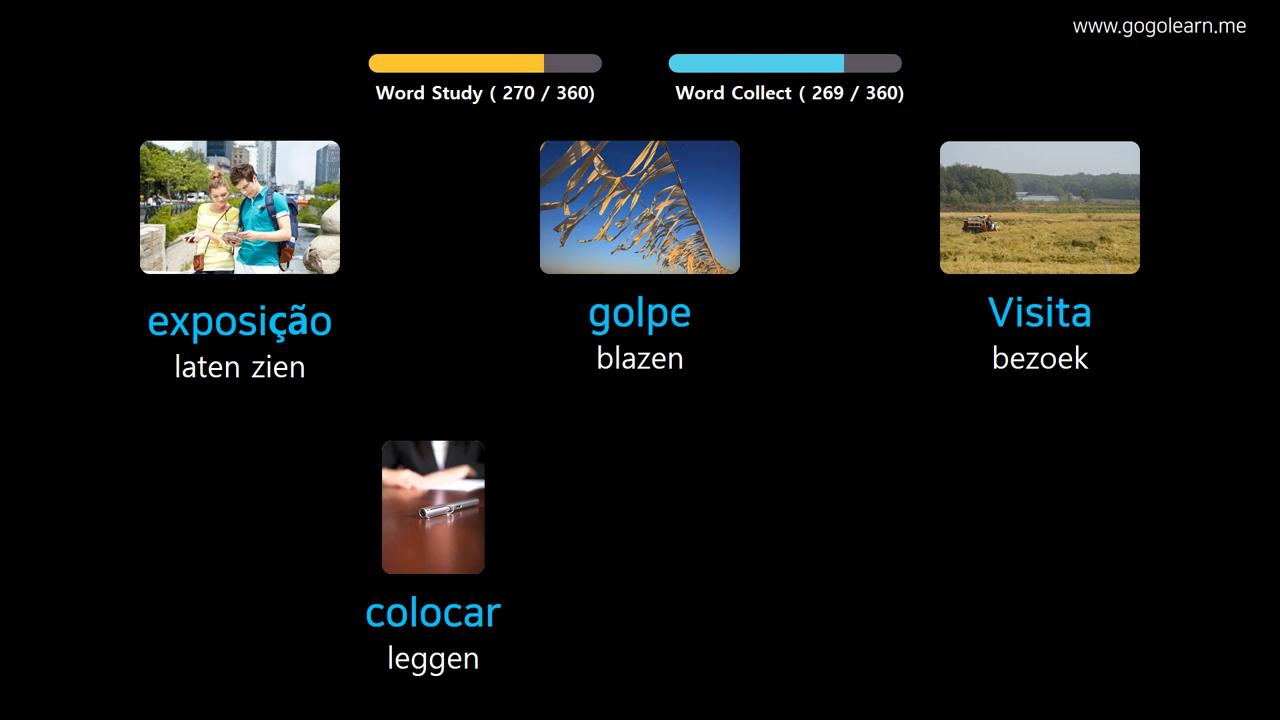 www.gogolearn.me
Word Study ( 270 / 360)
Word Collect ( 269 / 360)
exposição
laten zien
golpe
blazen
Visita
bezoek
colocar
leggen